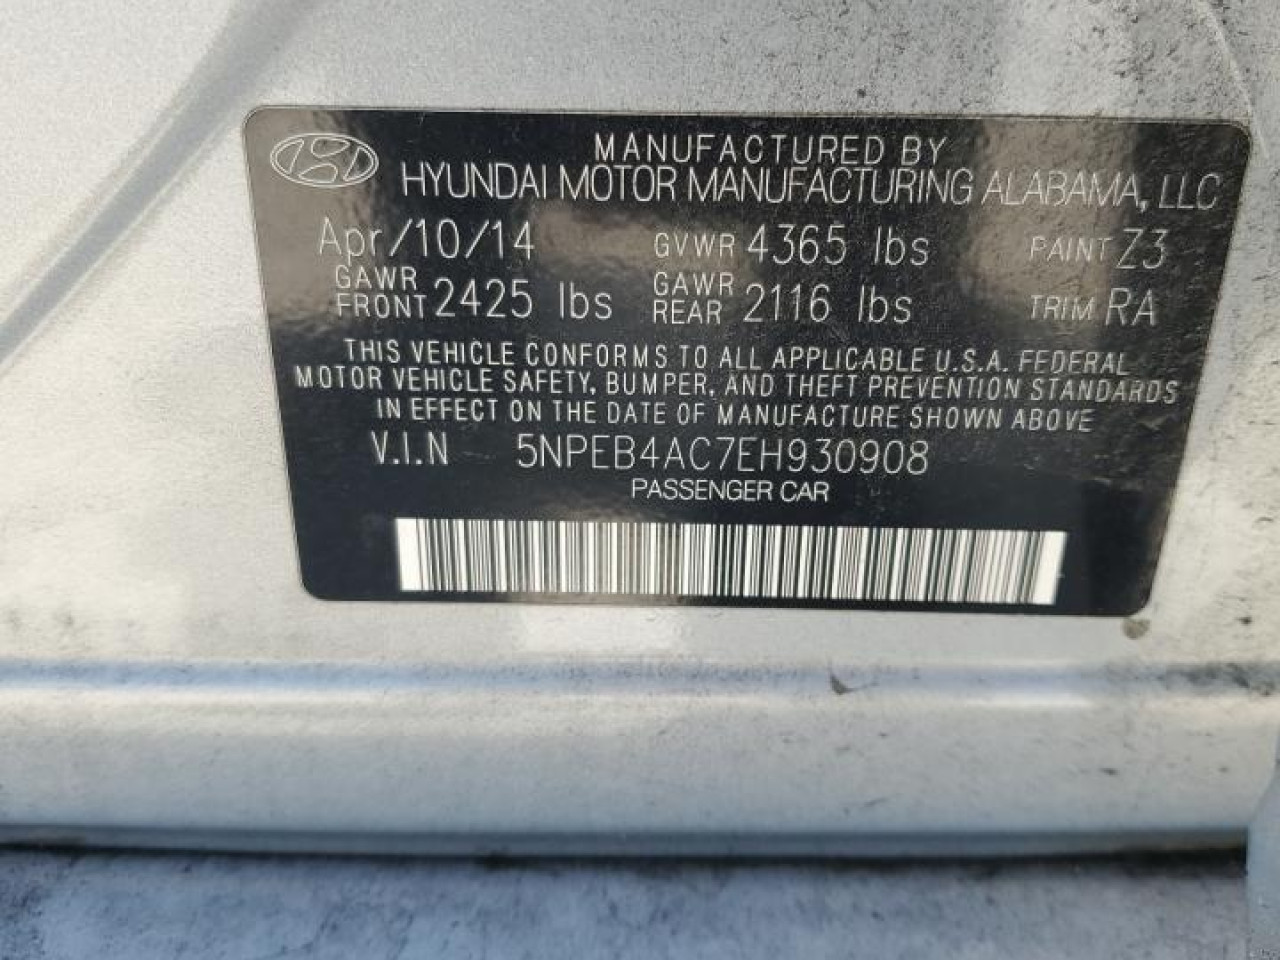 MANUFACTURED BY
HYUNDAI MOTOR MANUFACTURING ALABAMA, LLC
Apr/10/14 GVWR 4365 lbs PAINT Z3
GAWR FRONT 2425 lbs GAWR REAR 2116 lbs TRIM RA
THIS VEHICLE CONFORMS TO ALL APPLICABLE U.S.A. FEDERAL
MOTOR VEHICLE SAFETY, BUMPER, AND THEFT PREVENTION STANDARDS
IN EFFECT ON THE DATE OF MANUFACTURE SHOWN ABOVE
V.I.N 5NPEB4AC7EH930908
PASSENGER CAR